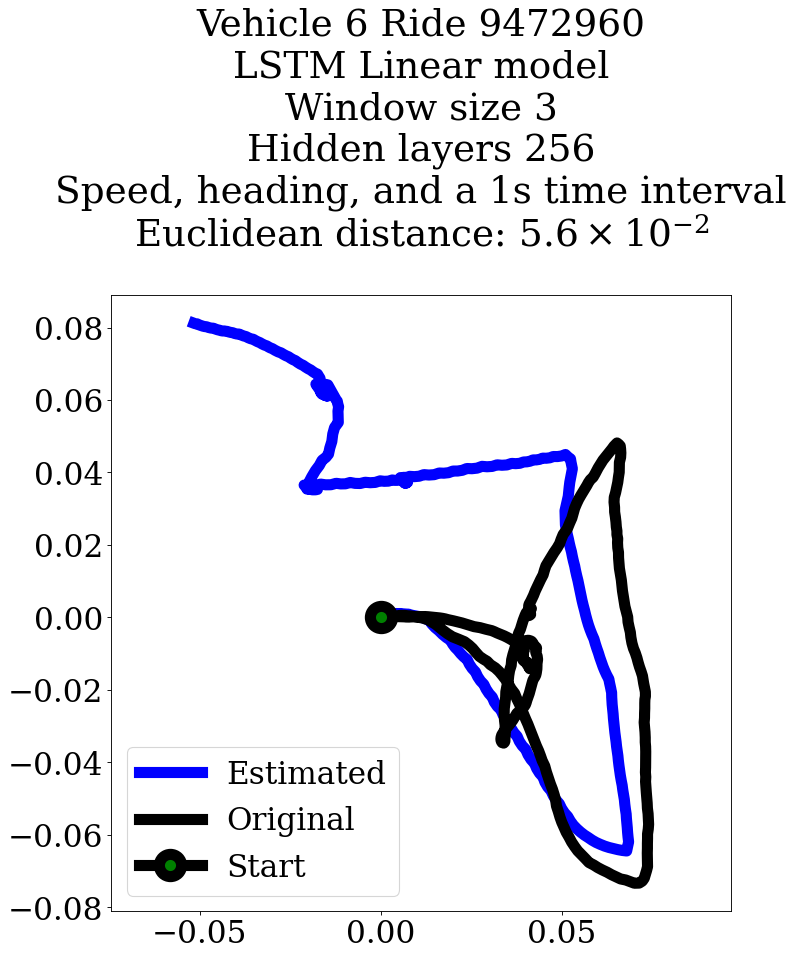 Vehicle 6 Ride 9472960
LSTM Linear model
Window size 3
Hidden layers 256
Speed, heading, and a 1s time interval
Euclidean distance: 5.6 × 10⁻²
0.08
0.06
0.04
0.02
0.00
−0.02
−0.04
−0.06
−0.08
Estimated
Original
Start
−0.05 0.00 0.05